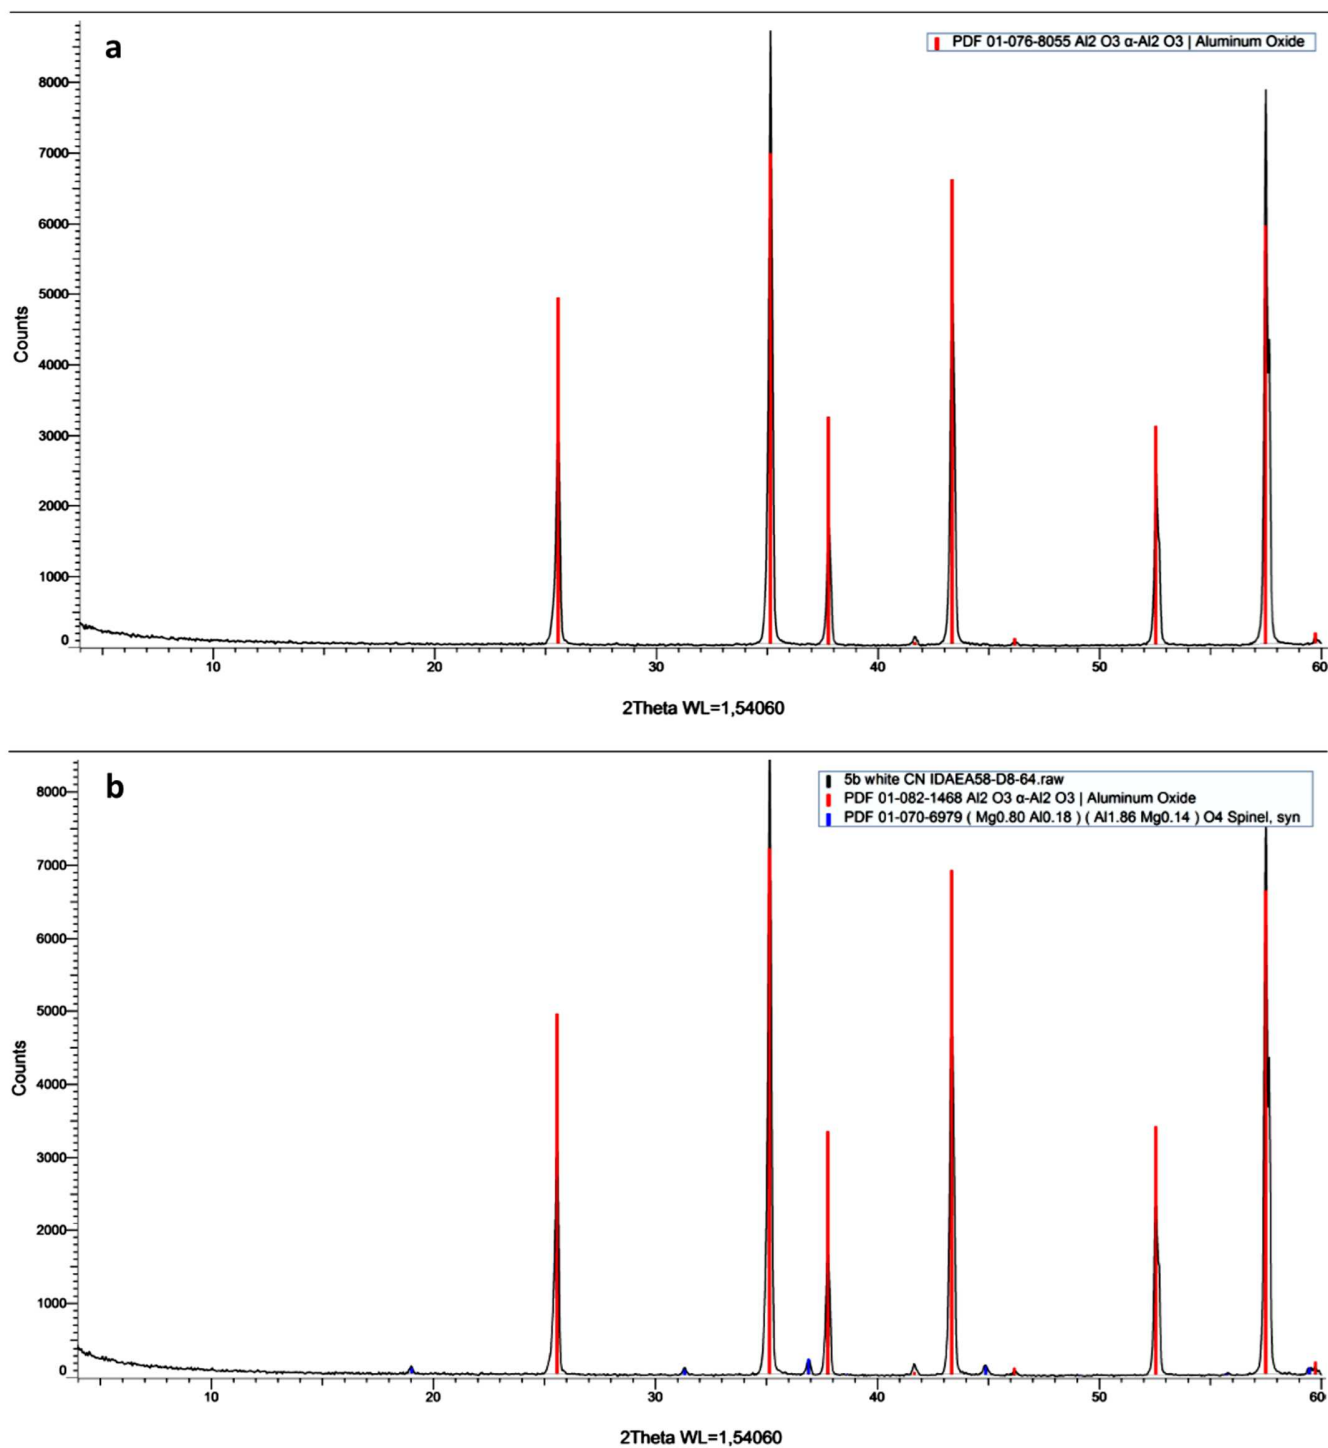 a
PDF 01-076-8055 Al2 O3 α-Al2 O3 | Aluminum Oxide
8000
7000
6000
5000
4000
3000
2000
1000
0
Counts
10 20 30 40 50 60
2Theta WL=1,54060
b
5b white CN IDAEA58-D8-64.raw
PDF 01-082-1468 Al2 O3 α-Al2 O3 | Aluminum Oxide
PDF 01-070-6979 ( Mg0.80 Al0.18 ) ( Al1.86 Mg0.14 ) O4 Spinel, syn
8000
7000
6000
5000
4000
3000
2000
1000
0
Counts
10 20 30 40 50 60
2Theta WL=1,54060